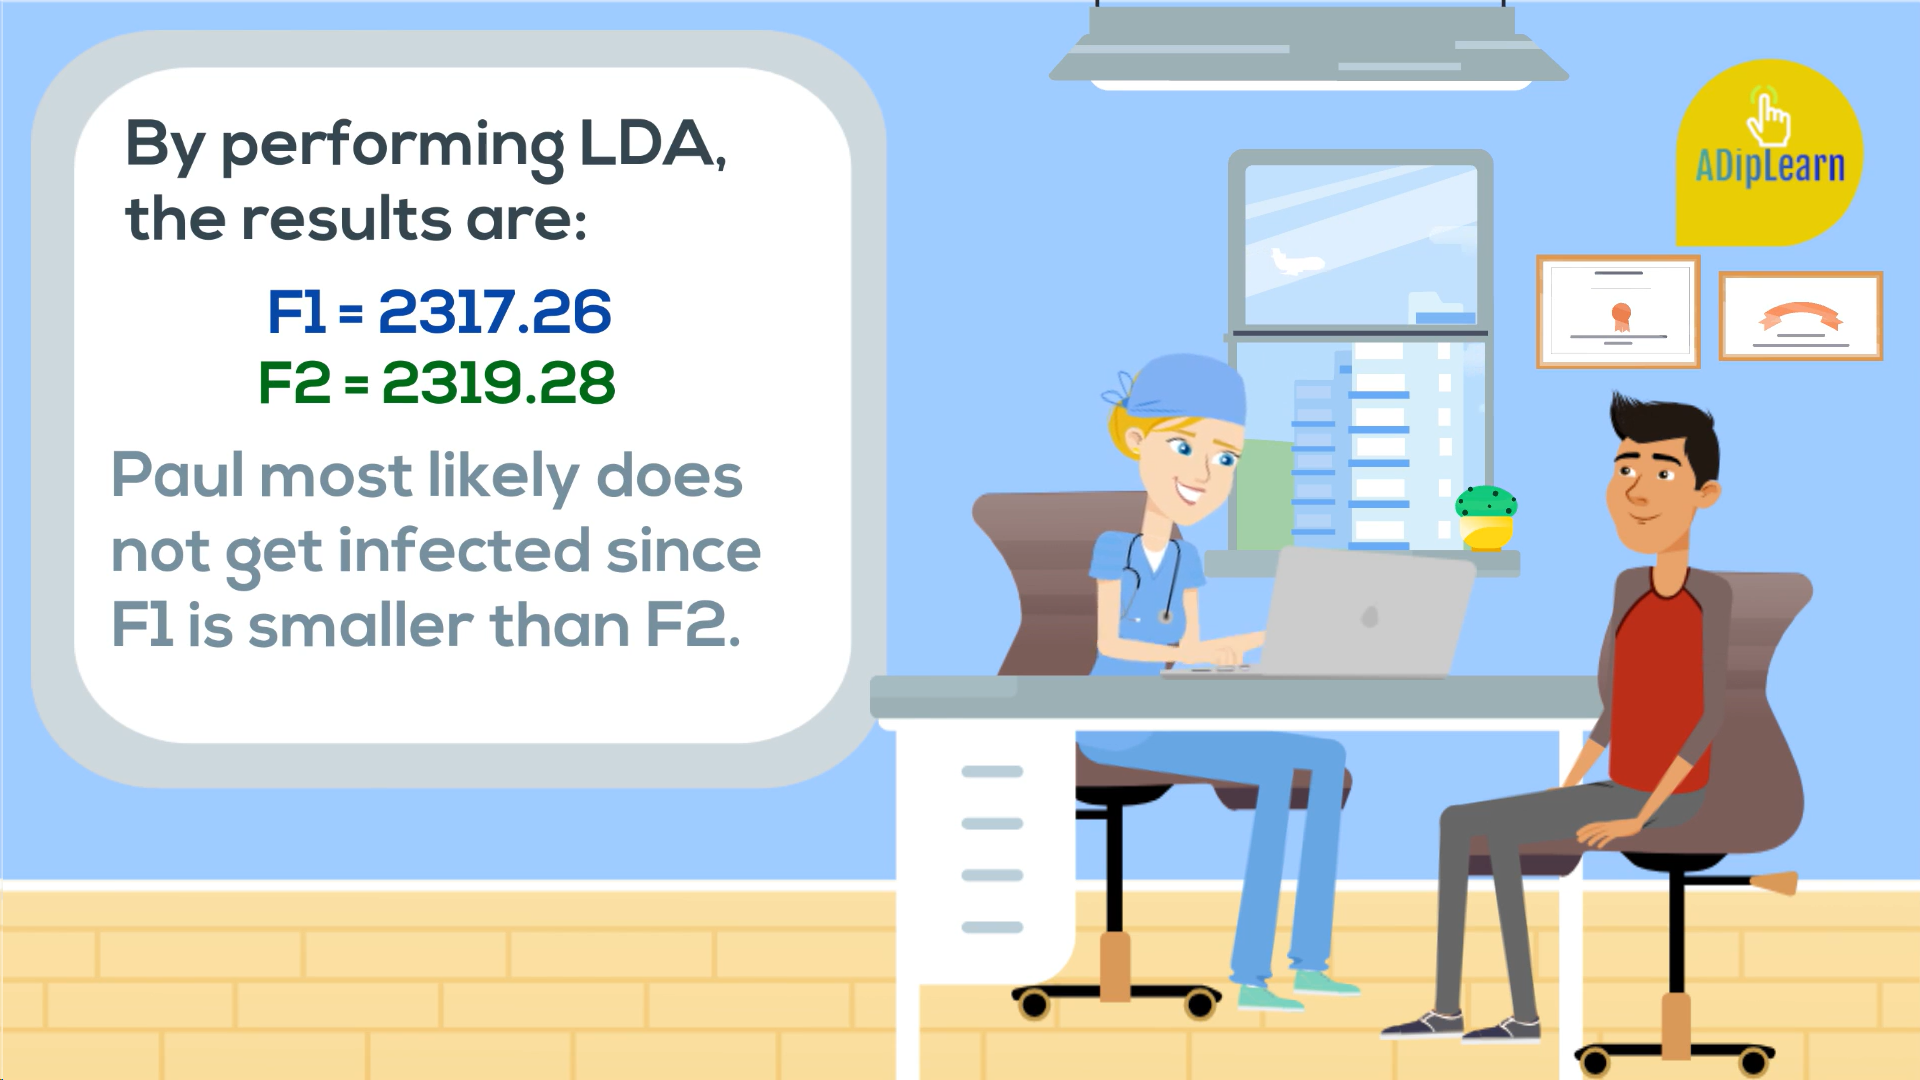 By performing LDA,
the results are:
F1 = 2317.26
F2 = 2319.28
Paul most likely does
not get infected since
F1 is smaller than F2.
ADipLearn